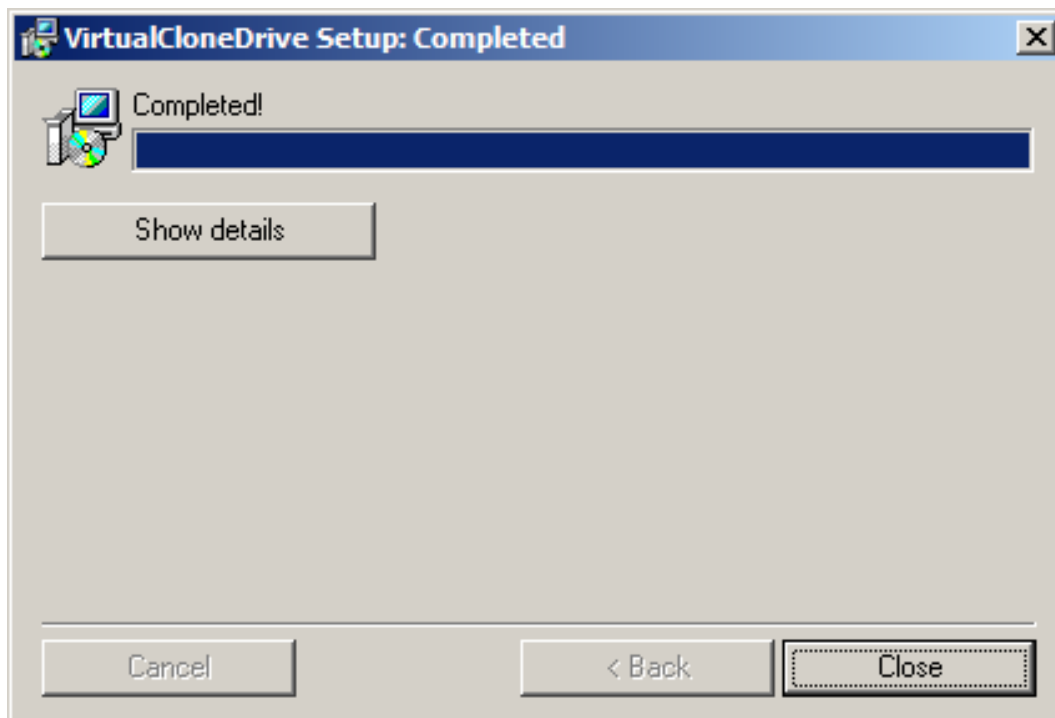 VirtualCloneDrive Setup: Completed
Completed!
Show details
Cancel
< Back
Close